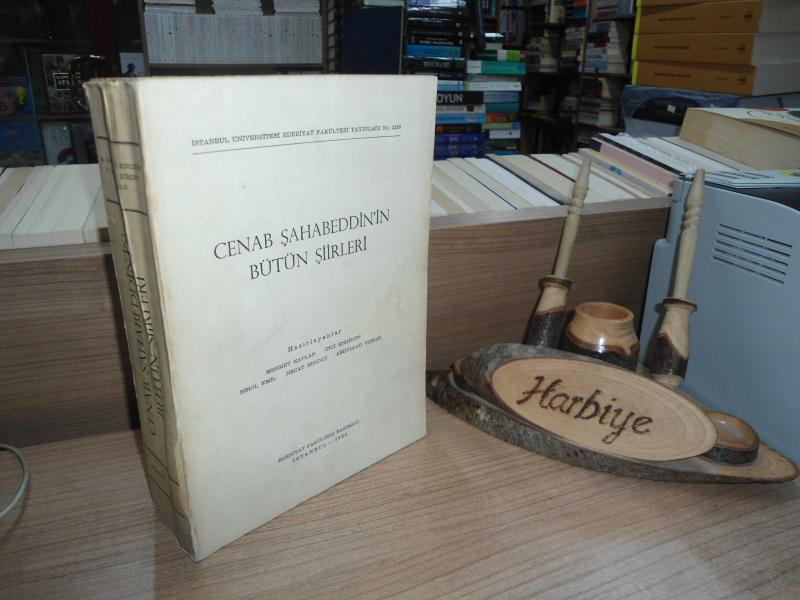 İSTANBUL ÜNİVERSİTESİ EDEBİYAT FAKÜLTESİ YAYINLARI No.
CENAB ŞAHABEDDİN'İN
BÜTÜN ŞİİRLERİ
Hazırlayanlar
MEHMET KAPLAN İNCİ ENGİNÜN
BİROL EMİL NECAT BİRİNCİ ABDULLAH UÇMAN
EDEBİYAT FAKÜLTESİ BASIMEVİ
İSTANBUL — 1984
CENAB ŞAHABEDDİN'İN
BÜTÜN ŞİİRLERİ
Harbiye
OYUN